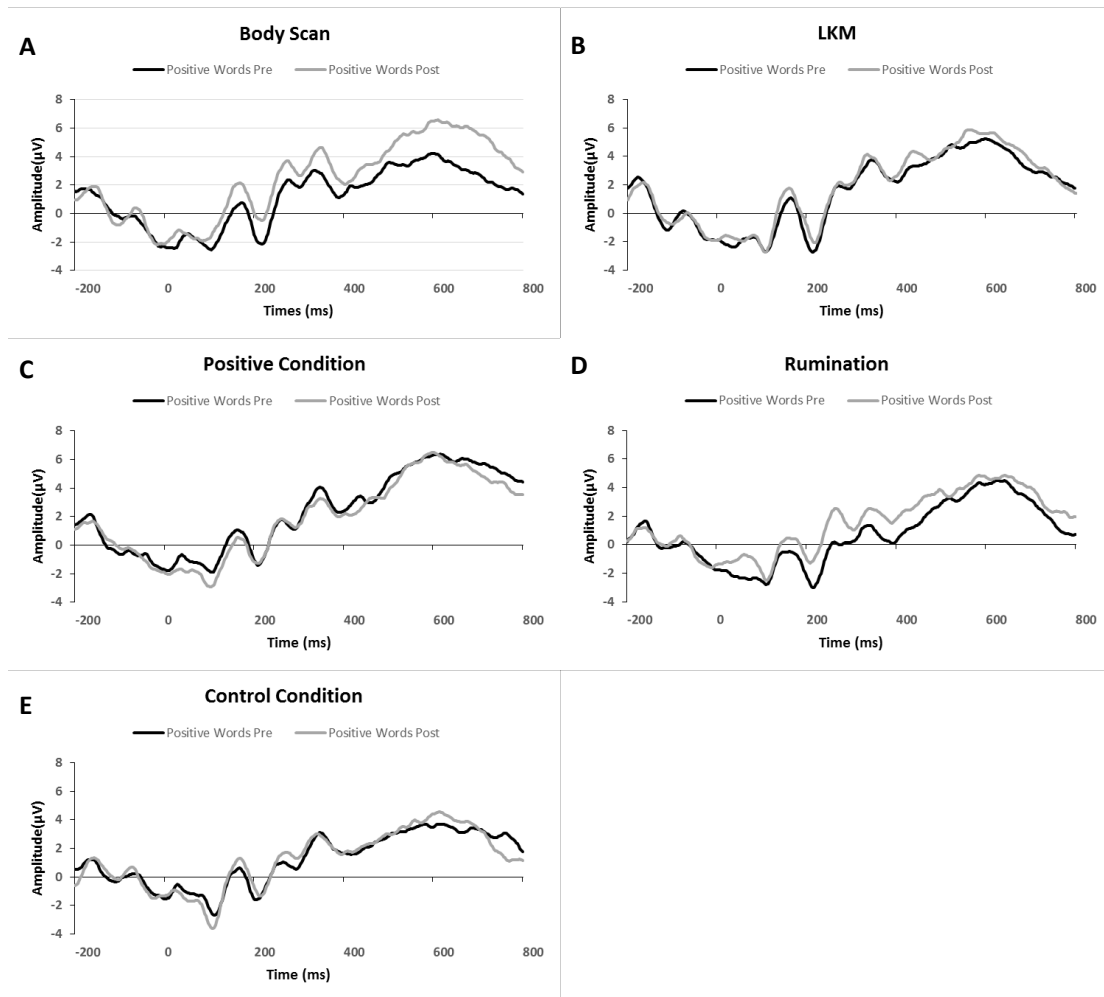 A
Body Scan
Positive Words Pre Positive Words Post
Amplitude(µV)
8
6
4
2
0
-2
-4
-200 0 200 400 600 800
Times (ms)
B
LKM
Positive Words Pre Positive Words Post
Amplitude(µV)
8
6
4
2
0
-2
-4
-200 0 200 400 600 800
Time (ms)
C
Positive Condition
Positive Words Pre Positive Words Post
Amplitude(µV)
8
6
4
2
0
-2
-4
-200 0 200 400 600 800
Time (ms)
D
Rumination
Positive Words Pre Positive Words Post
Amplitude(µV)
8
6
4
2
0
-2
-4
-200 0 200 400 600 800
Time (ms)
E
Control Condition
Positive Words Pre Positive Words Post
Amplitude(µV)
8
6
4
2
0
-2
-4
-200 0 200 400 600 800
Time (ms)